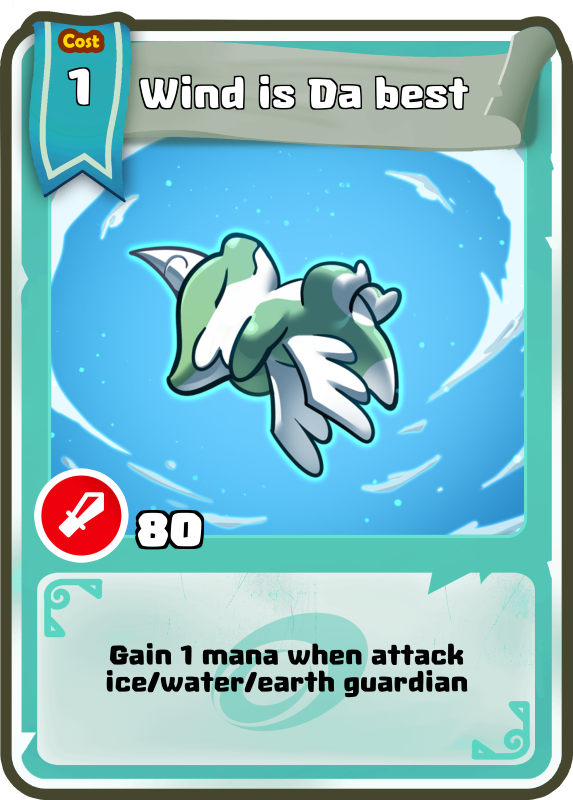 Cost
1
Wind is Da best
80
Gain 1 mana when attack
ice/water/earth guardian